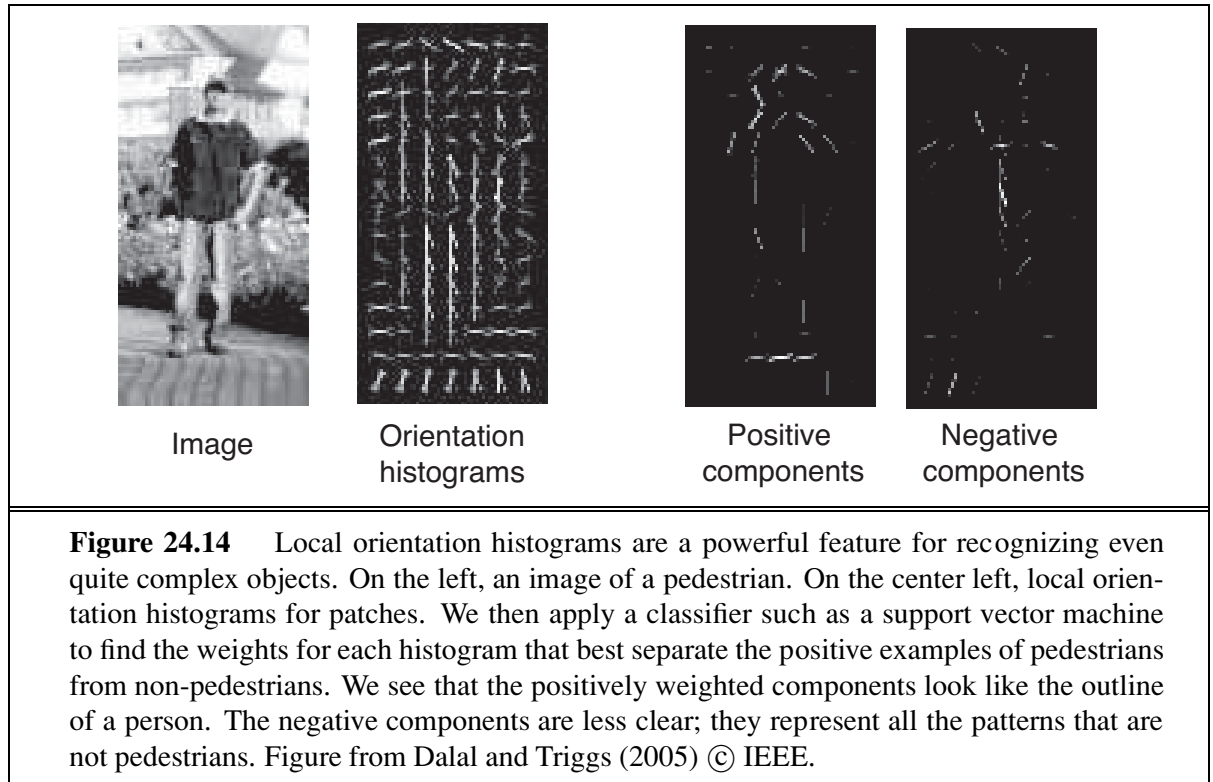 Image
Orientation
histograms
Positive
components
Negative
components
Figure 24.14 Local orientation histograms are a powerful feature for recognizing even
quite complex objects. On the left, an image of a pedestrian. On the center left, local orien-
tation histograms for patches. We then apply a classifier such as a support vector machine
to find the weights for each histogram that best separate the positive examples of pedestrians
from non-pedestrians. We see that the positively weighted components look like the outline
of a person. The negative components are less clear; they represent all the patterns that are
not pedestrians. Figure from Dalal and Triggs (2005) © IEEE.